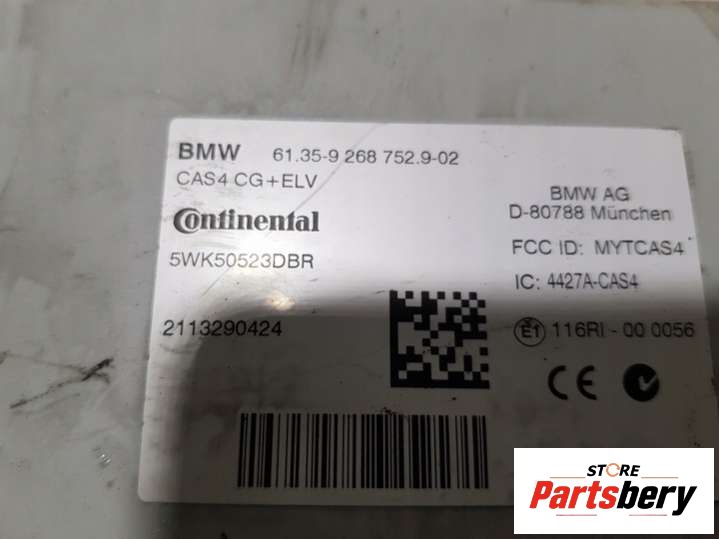 BMW 61.35-9 268 752.9-02
CAS4 CG+ELV
Continental
5WK50523DBR
2113290424
BMW AG
D-80788 München
FCC ID: MYTCAS4
IC: 4427A-CAS4
E1 116RI - 00 0056
CE
STORE
Partsbery